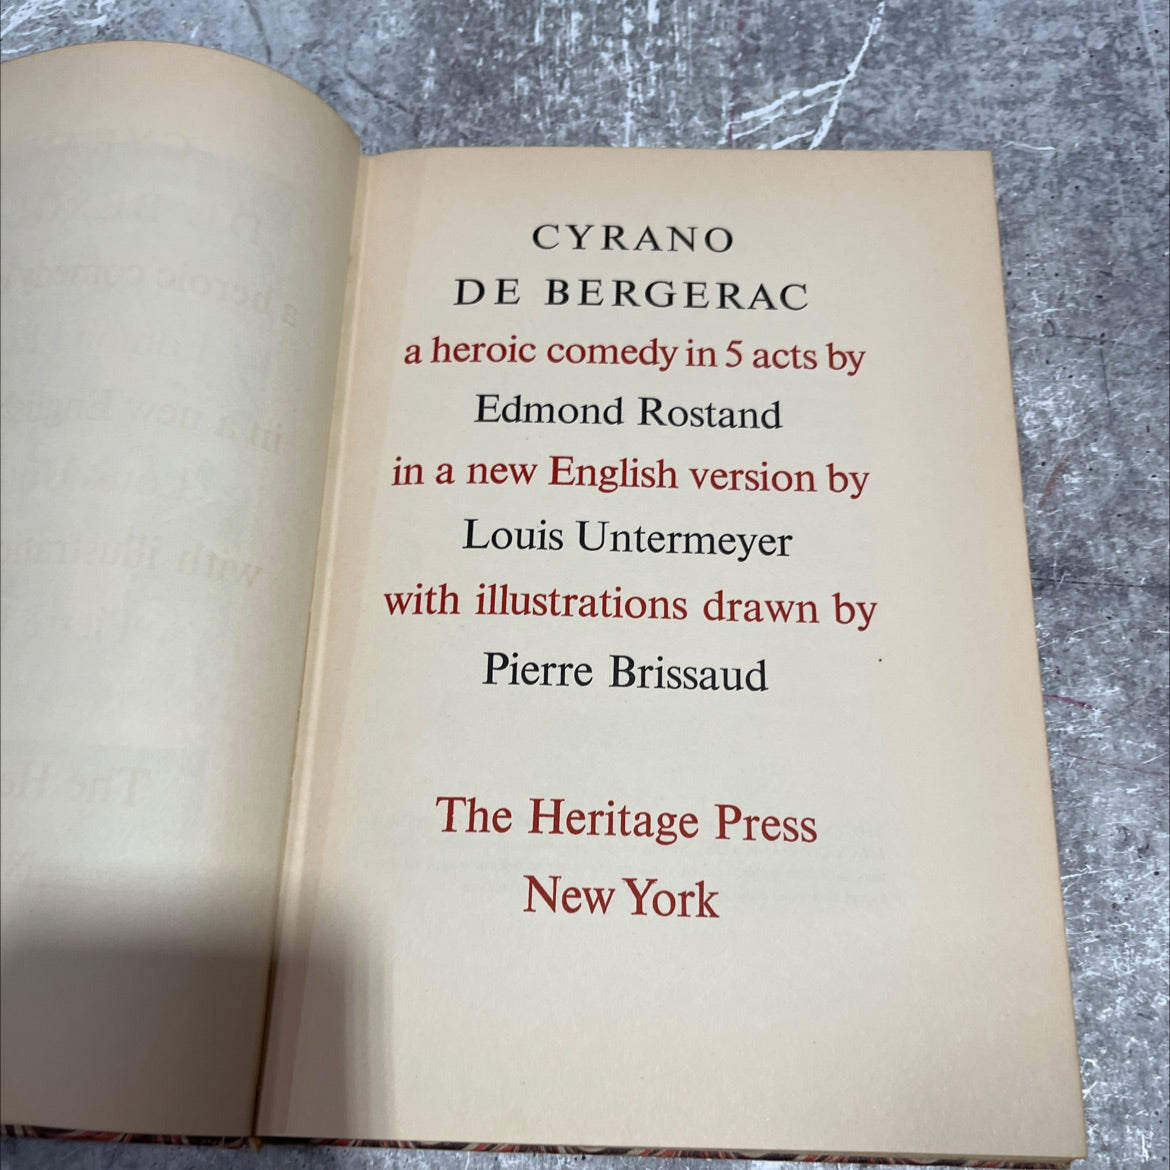 CYRANO
DE BERGERAC
a heroic comedy in 5 acts by
Edmond Rostand
in a new English version by
Louis Untermeyer
with illustrations drawn by
Pierre Brissaud
The Heritage Press
New York